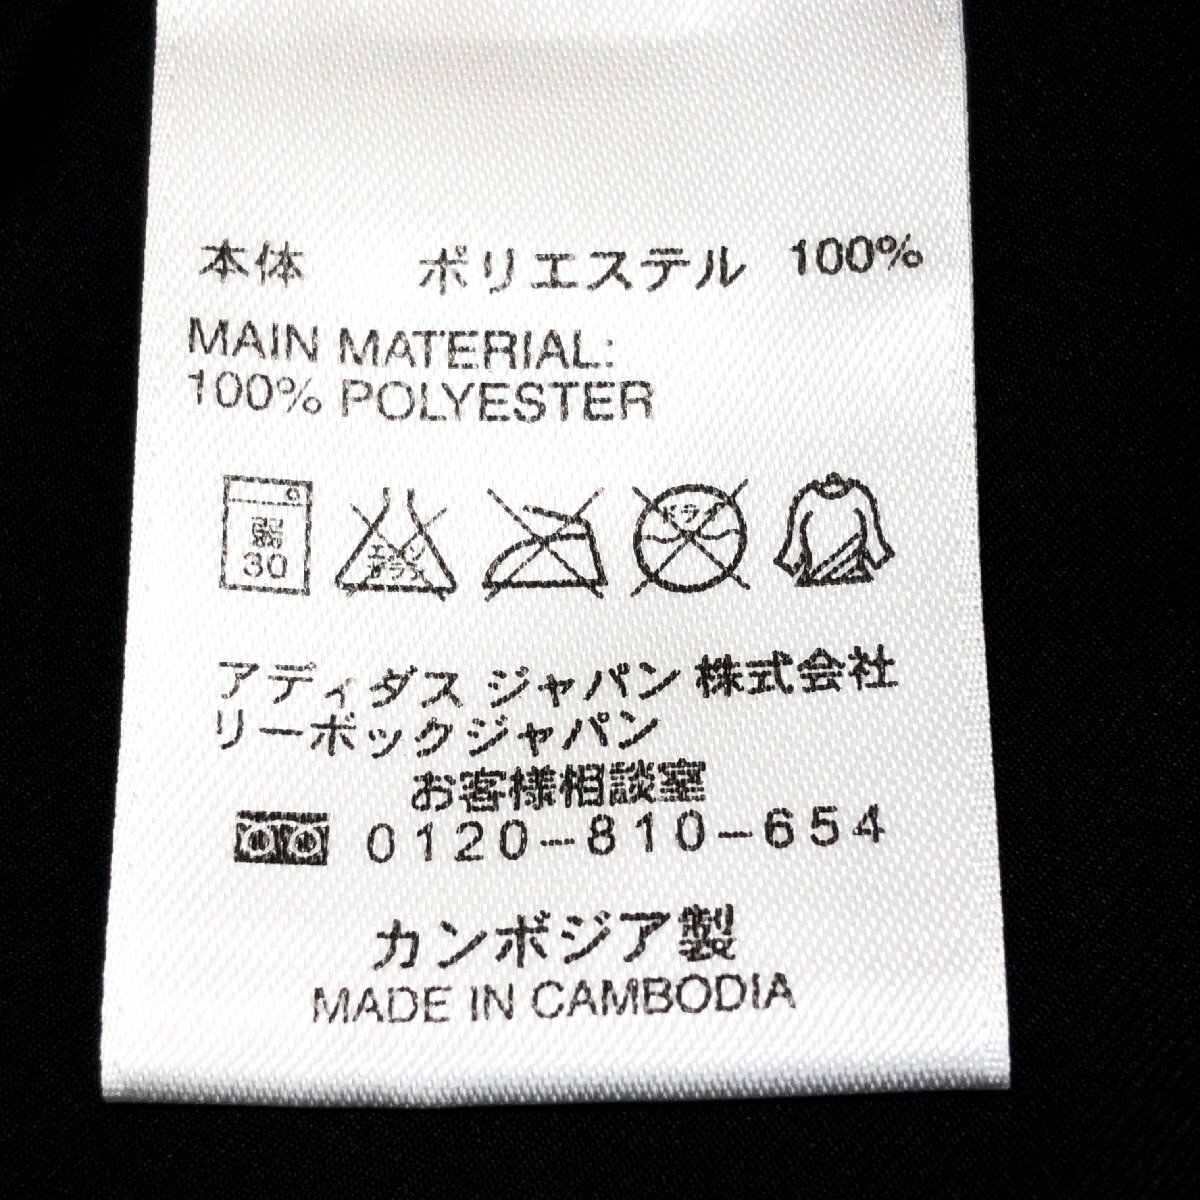 本体 ポリエステル 100%
MAIN MATERIAL:
100% POLYESTER
弱
30
エンソ
サラシ
ドライ
アディダス ジャパン 株式会社
リーボックジャパン
お客様相談室
0120-810-654
カンボジア製
MADE IN CAMBODIA